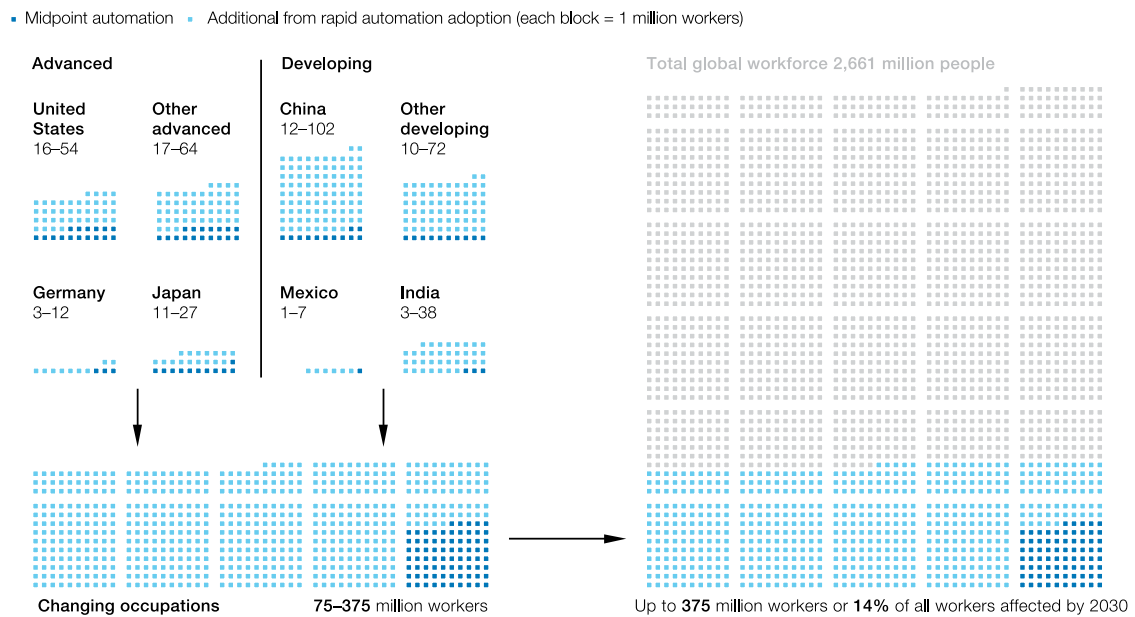 Midpoint automation Additional from rapid automation adoption (each block = 1 million workers)
Advanced
Developing
United
States
16–54
Other
advanced
17–64
China
12–102
Other
developing
10–72
Germany
3–12
Japan
11–27
Mexico
1–7
India
3–38
Changing occupations
75–375 million workers
Total global workforce 2,661 million people
Up to 375 million workers or 14% of all workers affected by 2030